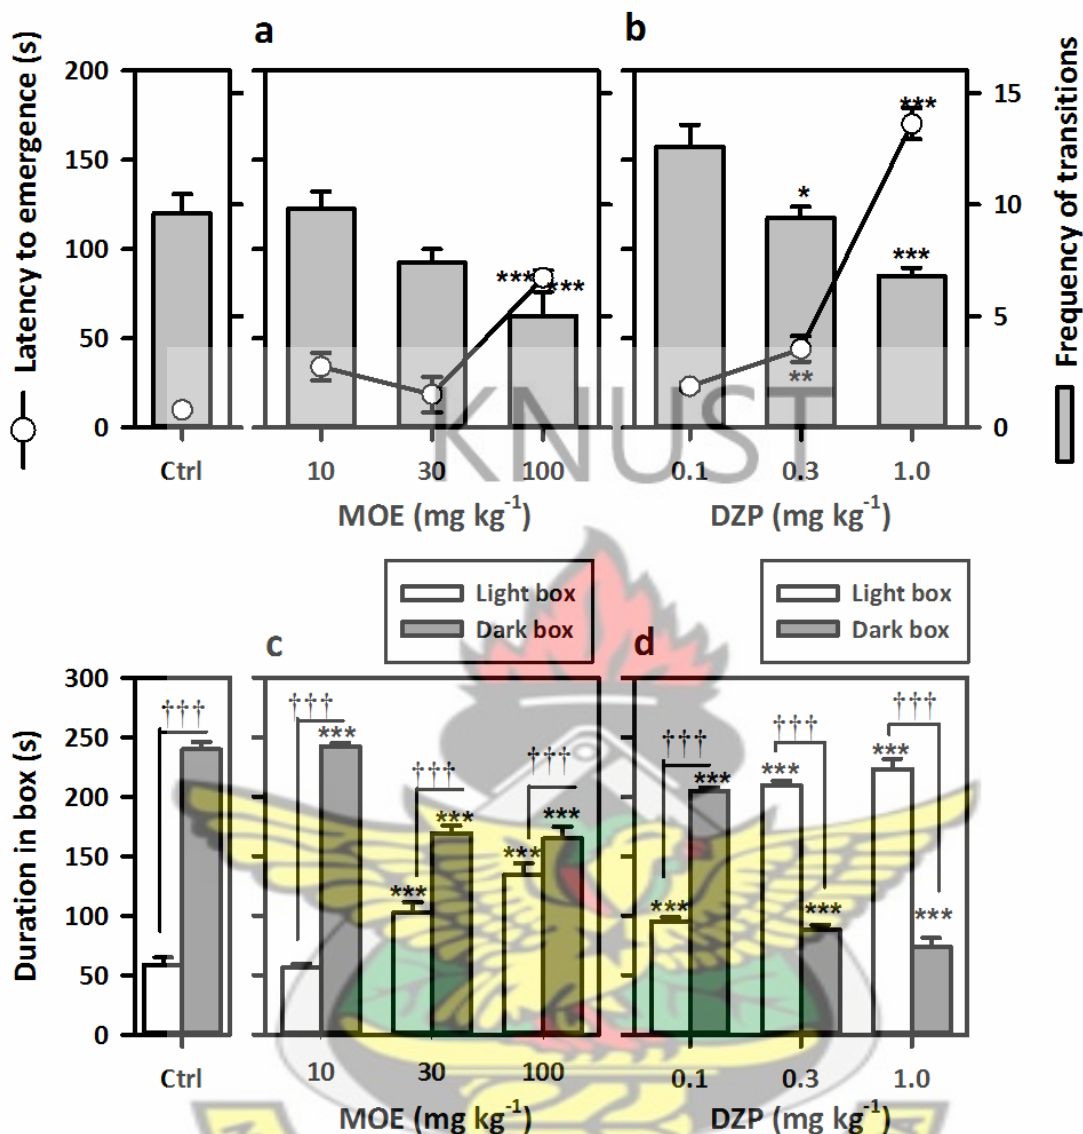 a
b
Latency to emergence (s)
200
150
100
50
0
15
10
5
0
Frequency of transitions
***
***
*
**
***
***
Ctrl
10
30
100
0.1
0.3
1.0
MOE (mg kg-1)
DZP (mg kg-1)
KNUST
Light box
Dark box
Light box
Dark box
c
d
Duration in box (s)
300
250
200
150
100
50
0
†††
†††
***
†††
***
***
†††
***
***
†††
***
***
†††
***
***
†††
***
***
Ctrl
10
30
100
0.1
0.3
1.0
MOE (mg kg-1)
DZP (mg kg-1)
A